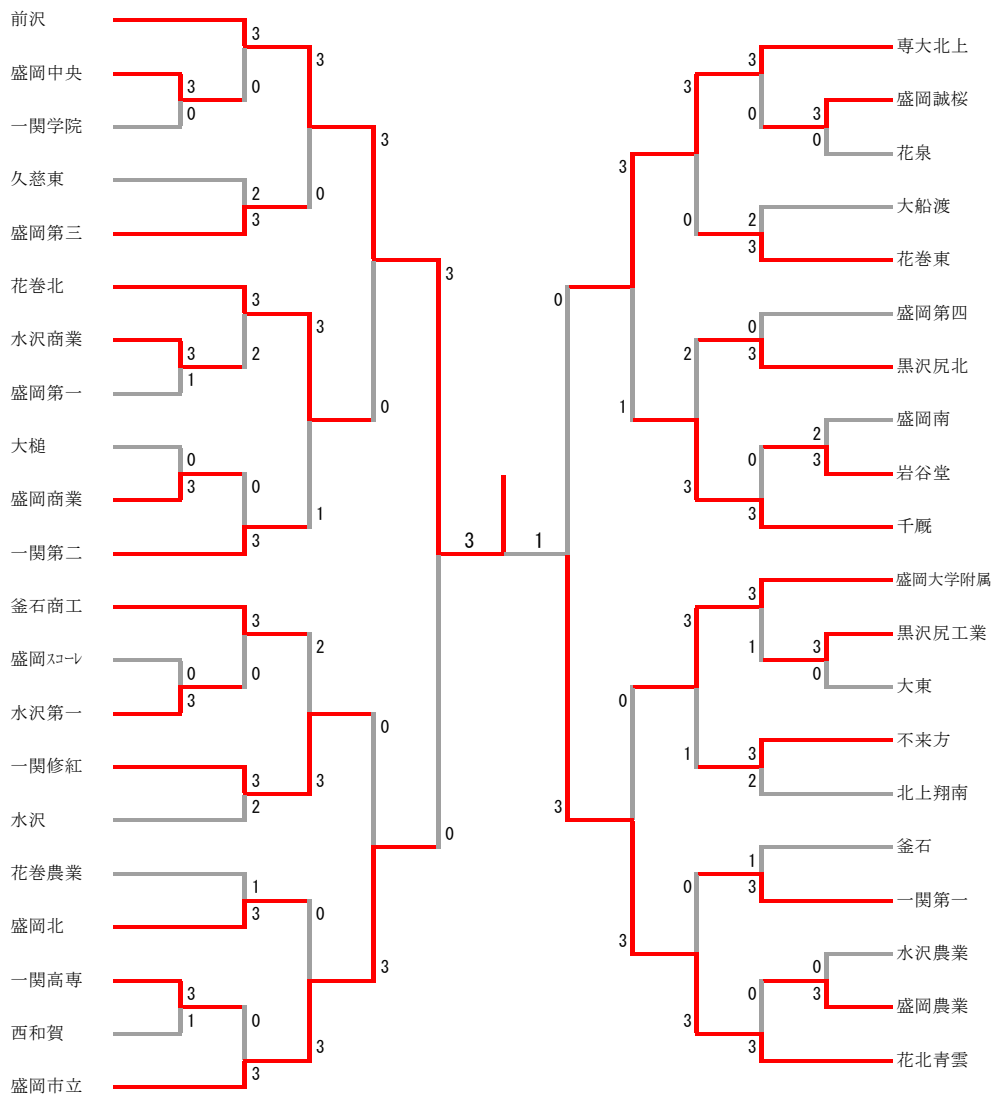 前沢
3
3
盛岡中央
3
0
0
一関学院
3
久慈東
2
0
盛岡第三
3
花巻北
3
3
水沢商業
3
2
盛岡第一
1
0
大槌
0
盛岡商業
3
0
1
一関第二
3
3
釜石商工
3
2
盛岡スコーレ
0
0
水沢第一
3
0
一関修紅
3
3
水沢
2
0
花巻農業
1
盛岡北
3
0
3
一関高専
3
0
西和賀
1
3
盛岡市立
3
3
1
専大北上
3
3
盛岡誠桜
0
3
花泉
0
3
大船渡
2
0
花巻東
3
0
盛岡第四
0
黒沢尻北
3
2
盛岡南
2
1
岩谷堂
3
0
3
千厩
3
盛岡大学附属
3
3
黒沢尻工業
3
1
大東
0
0
不来方
3
1
北上翔南
2
3
釜石
1
一関第一
3
0
水沢農業
0
3
盛岡農業
3
0
3
花北青雲
3